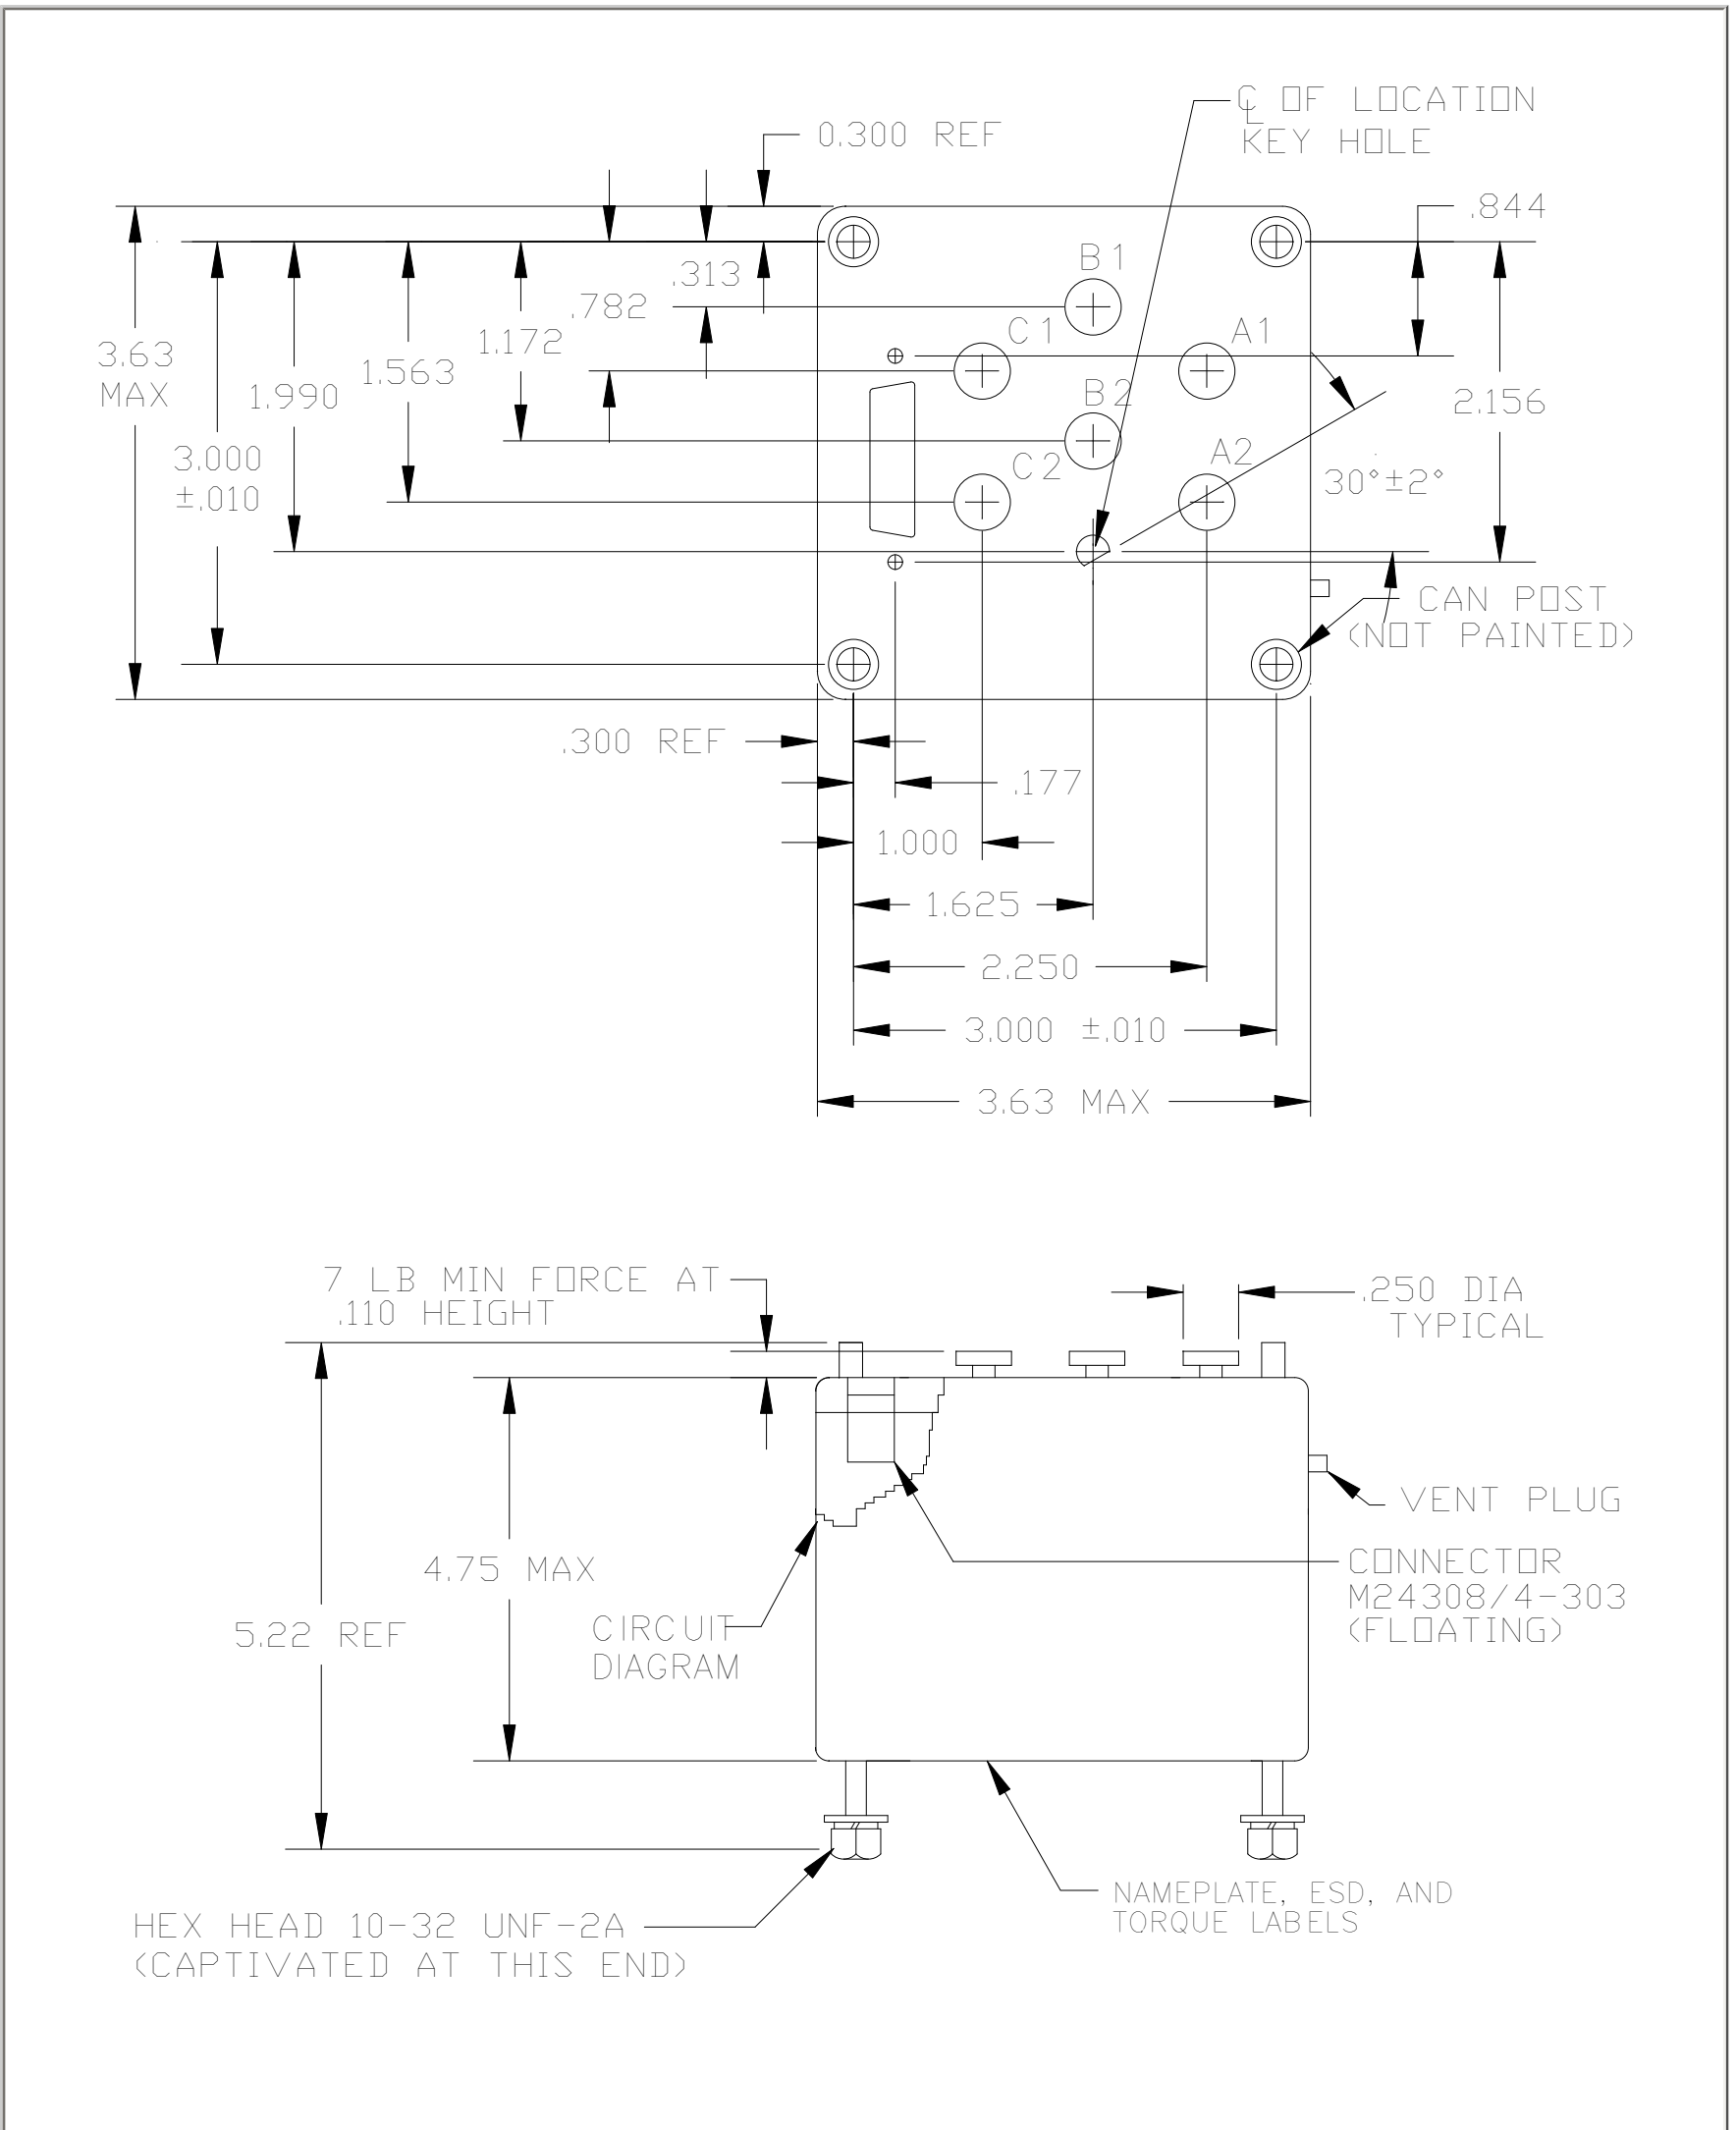 ℄ OF LOCATION
KEY HOLE
0.300 REF
.844
B1
.313
.782
C1
A1
1.172
3.63
MAX
1.563
1.990
B2
2.156
A2
3.000
±.010
C2
30°±2°
CAN POST
(NOT PAINTED)
.300 REF
.177
1.000
1.625
2.250
3.000 ±.010
3.63 MAX
7 LB MIN FORCE AT
.110 HEIGHT
.250 DIA
TYPICAL
VENT PLUG
4.75 MAX
CONNECTOR
M24308/4-303
(FLOATING)
5.22 REF
CIRCUIT
DIAGRAM
NAMEPLATE, ESD, AND
TORQUE LABELS
HEX HEAD 10-32 UNF-2A
(CAPTIVATED AT THIS END)